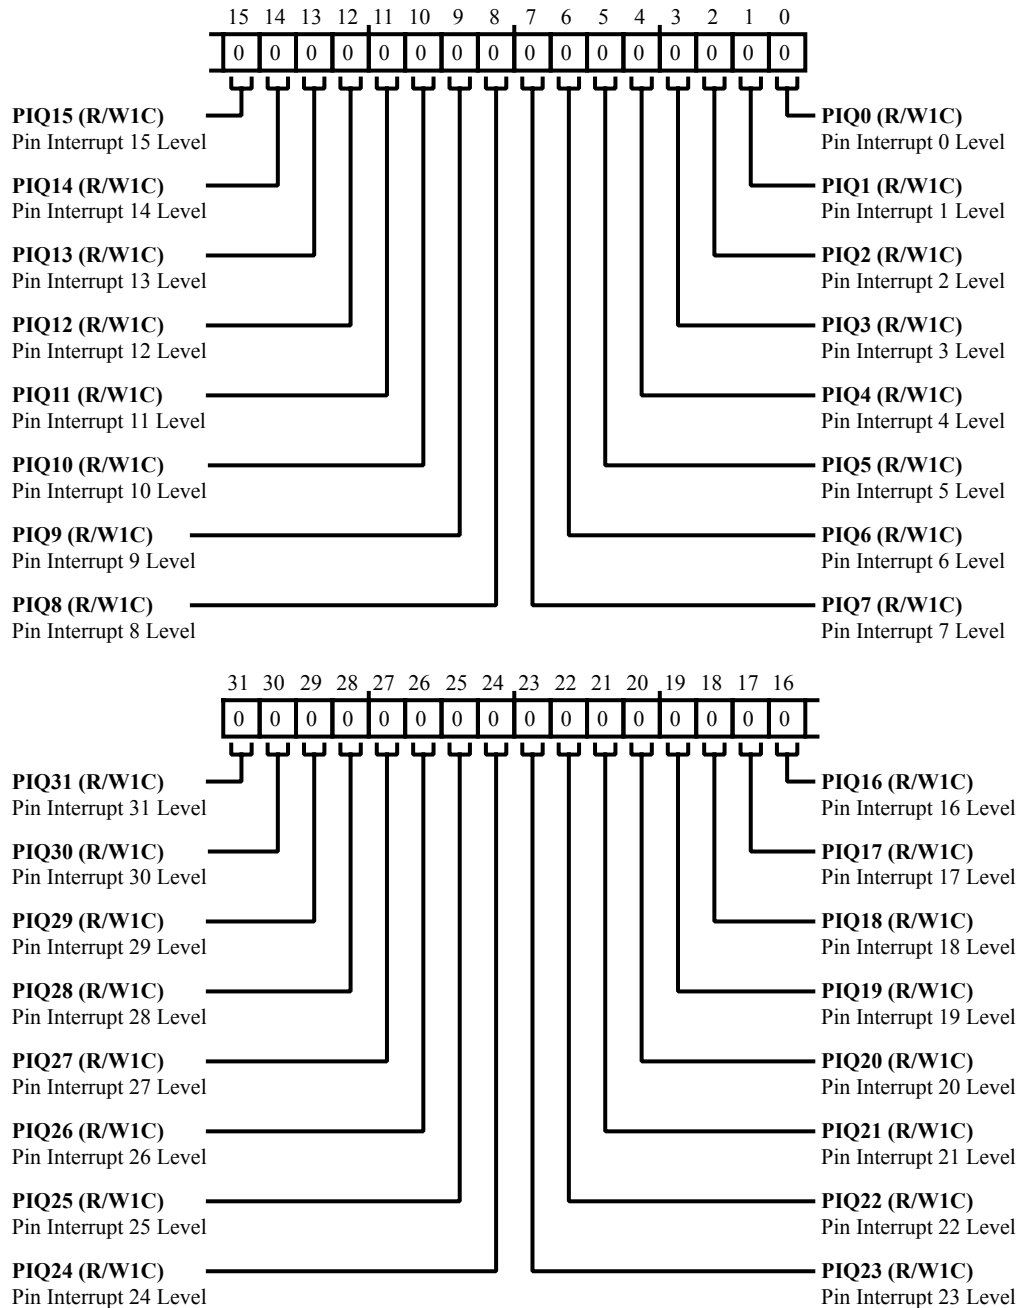 15 14 13 12 11 10 9 8 7 6 5 4 3 2 1 0
0 0 0 0 0 0 0 0 0 0 0 0 0 0 0 0
PIQ15 (R/W1C)
Pin Interrupt 15 Level
PIQ14 (R/W1C)
Pin Interrupt 14 Level
PIQ13 (R/W1C)
Pin Interrupt 13 Level
PIQ12 (R/W1C)
Pin Interrupt 12 Level
PIQ11 (R/W1C)
Pin Interrupt 11 Level
PIQ10 (R/W1C)
Pin Interrupt 10 Level
PIQ9 (R/W1C)
Pin Interrupt 9 Level
PIQ8 (R/W1C)
Pin Interrupt 8 Level
PIQ0 (R/W1C)
Pin Interrupt 0 Level
PIQ1 (R/W1C)
Pin Interrupt 1 Level
PIQ2 (R/W1C)
Pin Interrupt 2 Level
PIQ3 (R/W1C)
Pin Interrupt 3 Level
PIQ4 (R/W1C)
Pin Interrupt 4 Level
PIQ5 (R/W1C)
Pin Interrupt 5 Level
PIQ6 (R/W1C)
Pin Interrupt 6 Level
PIQ7 (R/W1C)
Pin Interrupt 7 Level
31 30 29 28 27 26 25 24 23 22 21 20 19 18 17 16
0 0 0 0 0 0 0 0 0 0 0 0 0 0 0 0
PIQ31 (R/W1C)
Pin Interrupt 31 Level
PIQ30 (R/W1C)
Pin Interrupt 30 Level
PIQ29 (R/W1C)
Pin Interrupt 29 Level
PIQ28 (R/W1C)
Pin Interrupt 28 Level
PIQ27 (R/W1C)
Pin Interrupt 27 Level
PIQ26 (R/W1C)
Pin Interrupt 26 Level
PIQ25 (R/W1C)
Pin Interrupt 25 Level
PIQ24 (R/W1C)
Pin Interrupt 24 Level
PIQ16 (R/W1C)
Pin Interrupt 16 Level
PIQ17 (R/W1C)
Pin Interrupt 17 Level
PIQ18 (R/W1C)
Pin Interrupt 18 Level
PIQ19 (R/W1C)
Pin Interrupt 19 Level
PIQ20 (R/W1C)
Pin Interrupt 20 Level
PIQ21 (R/W1C)
Pin Interrupt 21 Level
PIQ22 (R/W1C)
Pin Interrupt 22 Level
PIQ23 (R/W1C)
Pin Interrupt 23 Level